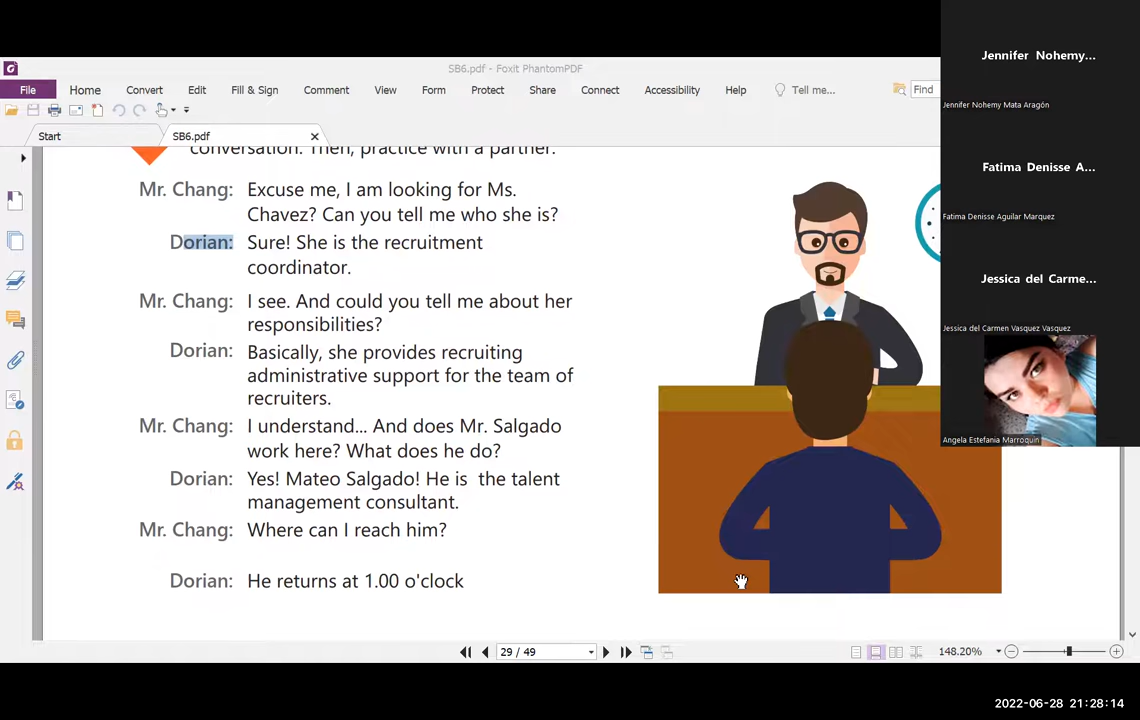 SB6.pdf - Foxit PhantomPDF
File Home Convert Edit Fill & Sign Comment View Form Protect Share Connect Accessibility Help Tell me... Find
Start SB6.pdf
conversation. Then, practice with a partner.
Mr. Chang: Excuse me, I am looking for Ms.
Chavez? Can you tell me who she is?
Dorian: Sure! She is the recruitment
coordinator.
Mr. Chang: I see. And could you tell me about her
responsibilities?
Dorian: Basically, she provides recruiting
administrative support for the team of
recruiters.
Mr. Chang: I understand... And does Mr. Salgado
work here? What does he do?
Dorian: Yes! Mateo Salgado! He is the talent
management consultant.
Mr. Chang: Where can I reach him?
Dorian: He returns at 1.00 o'clock
29 / 49
148.20%
Jennifer Nohemy...
Jennifer Nohemy Mata Aragón
Fatima Denisse A...
Fatima Denisse Aguilar Marquez
Jessica del Carme...
Jessica del Carmen Vasquez Vasquez
Angela Estefania Marroquin
2022-06-28 21:28:14